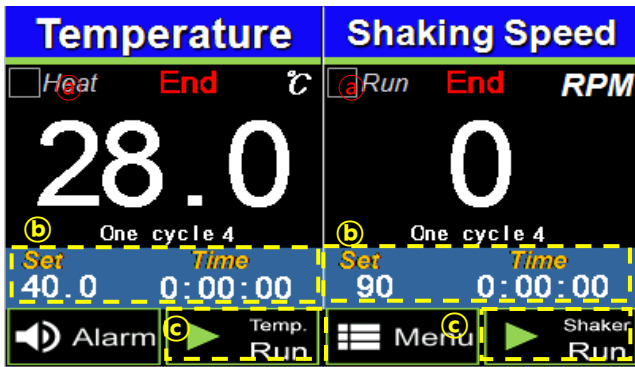 Temperature
Shaking Speed
ⓐ Heat End ℃
ⓐ Run End RPM
28.0
0
ⓑ One cycle 4
ⓑ One cycle 4
Set Time
Set Time
40.0 0:00:00
90 0:00:00
Alarm
ⓒ Temp. Run
Menu
ⓒ Shaker Run